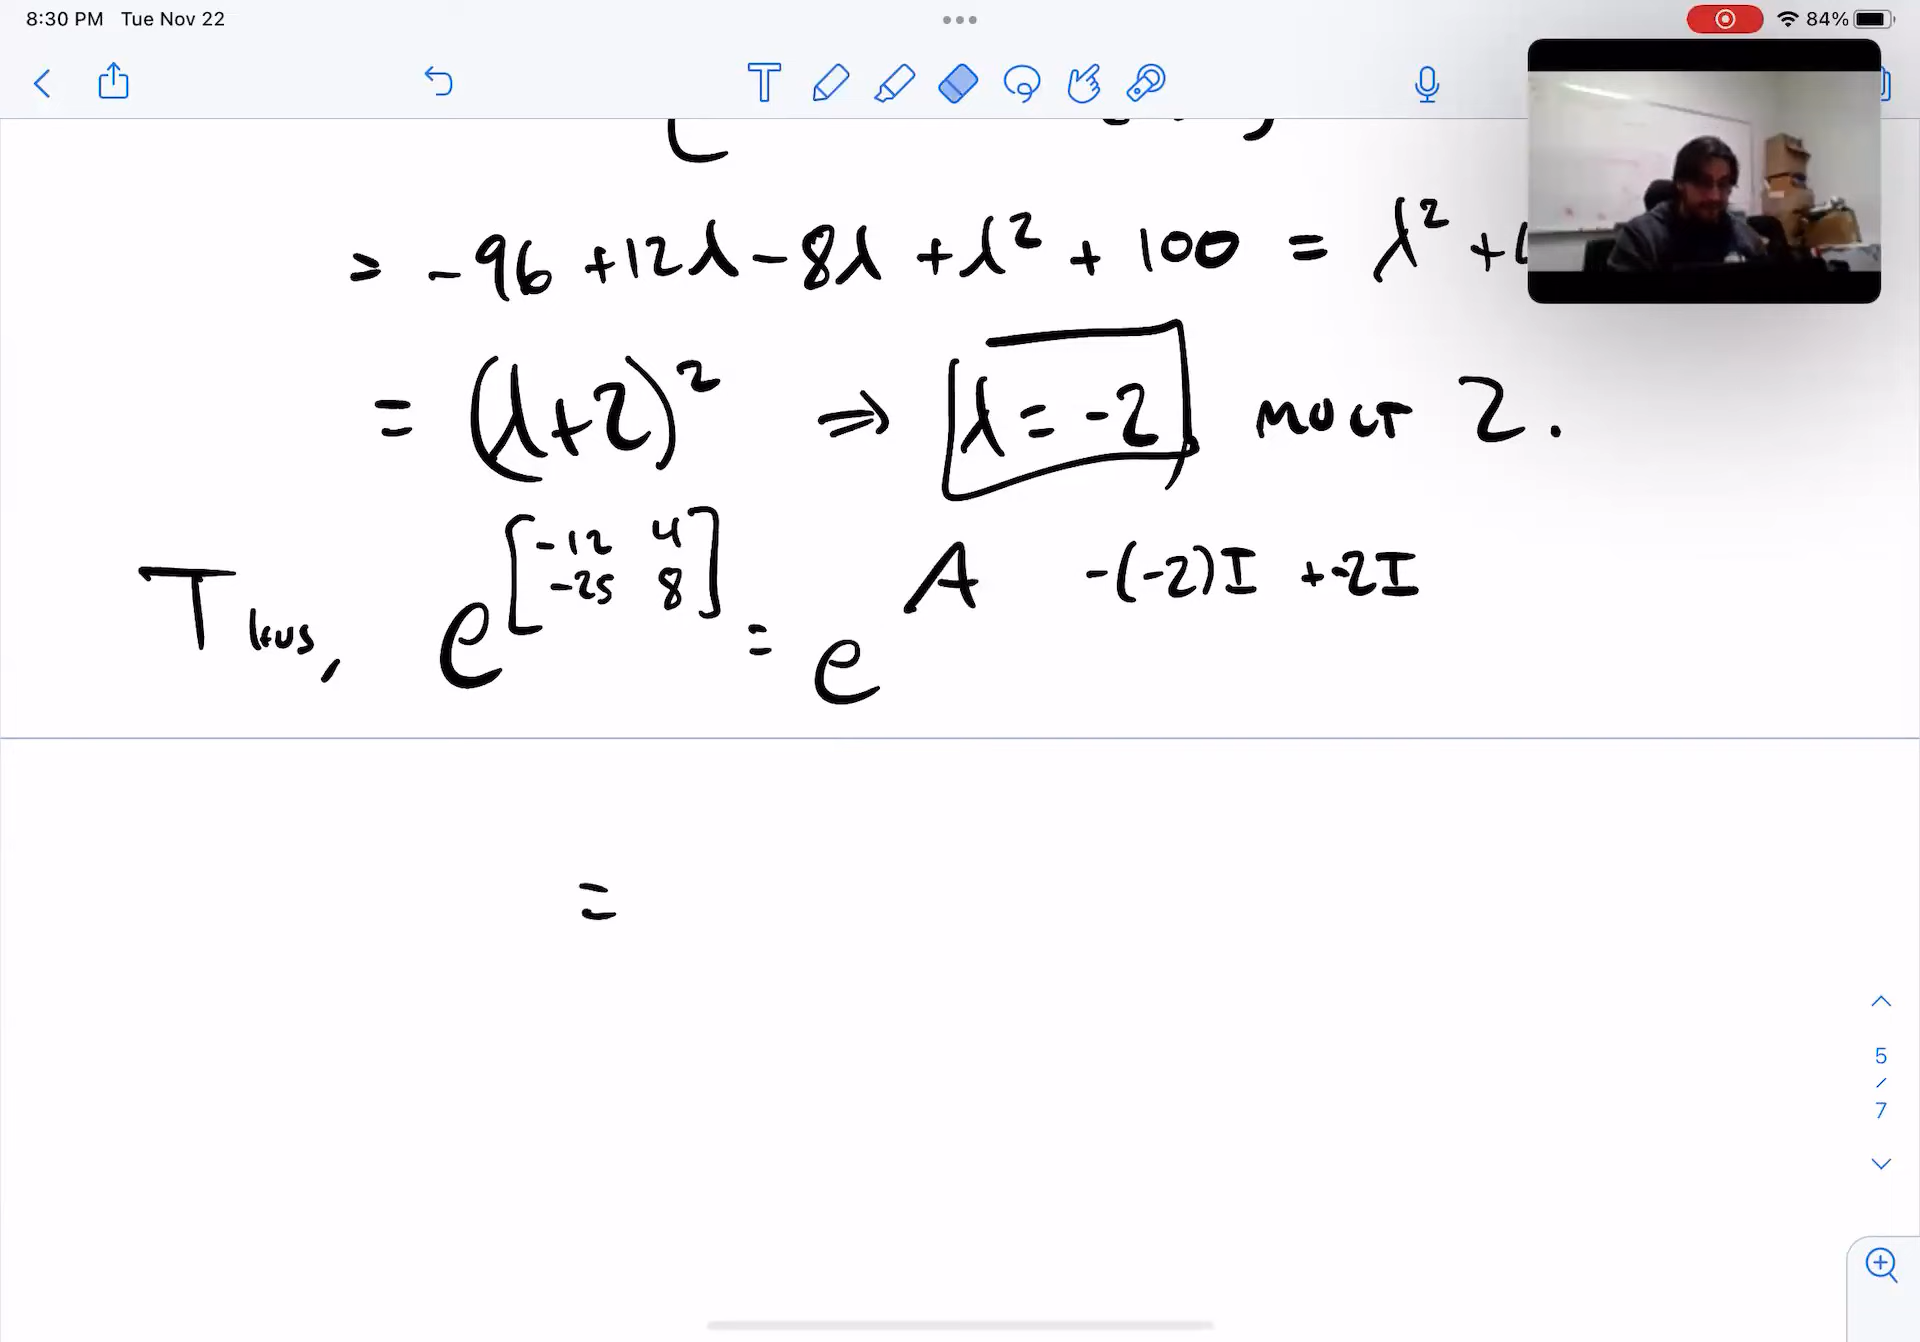 8:30 PM Tue Nov 22
84%
= -96 +12λ -8λ +λ² + 100 = λ² +
= (λ+2)² ⇒ λ = -2, MULT 2.
Thus, e^[-12 4; -25 8] = e^A -(-2)I +-2I
=
5
/
7